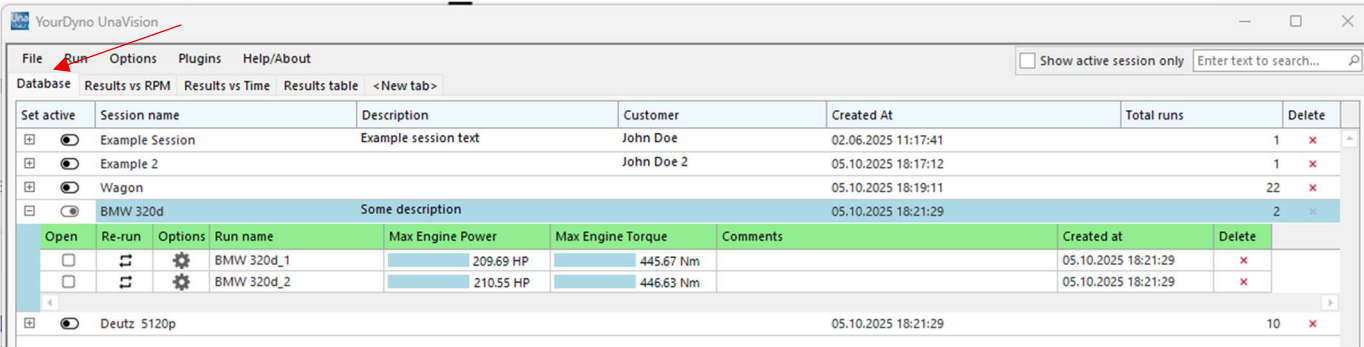 Una YourDyno UnaVision
File Run Options Plugins Help/About Show active session only Enter text to search...
Database Results vs RPM Results vs Time Results table <New tab>
Set active Session name Description Customer Created At Total runs Delete
Example Session Example session text John Doe 02.06.2025 11:17:41 1
Example 2 John Doe 2 05.10.2025 18:17:12 1
Wagon 05.10.2025 18:19:11 22
BMW 320d Some description 05.10.2025 18:21:29 2
Open Re-run Options Run name Max Engine Power Max Engine Torque Comments Created at Delete
BMW 320d_1 209.69 HP 445.67 Nm 05.10.2025 18:21:29
BMW 320d_2 210.55 HP 446.63 Nm 05.10.2025 18:21:29
Deutz 5120p 05.10.2025 18:21:29 10